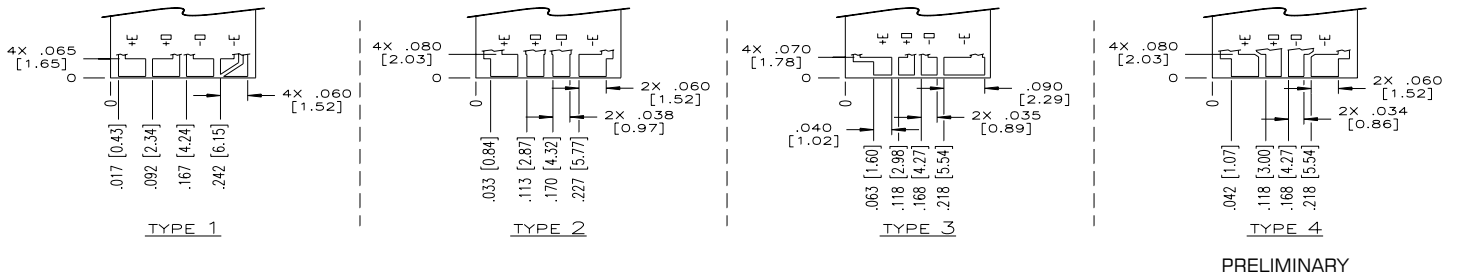 +E +□ -□ -E
4X .065
[1.65]
0
0
4X .060
[1.52]
.017 [0.43]
.092 [2.34]
.167 [4.24]
.242 [6.15]
TYPE 1
+E +□ -□ -E
4X .080
[2.03]
0
0
2X .060
[1.52]
2X .038
[0.97]
.033 [0.84]
.113 [2.87]
.170 [4.32]
.227 [5.77]
TYPE 2
+E +□ -□ -E
4X .070
[1.78]
0
0
.090
[2.29]
2X .035
[0.89]
.040
[1.02]
.063 [1.60]
.118 [2.98]
.168 [4.27]
.218 [5.54]
TYPE 3
+E +□ -□ -E
4X .080
[2.03]
0
0
2X .060
[1.52]
2X .034
[0.86]
.042 [1.07]
.118 [3.00]
.168 [4.27]
.218 [5.54]
TYPE 4
PRELIMINARY